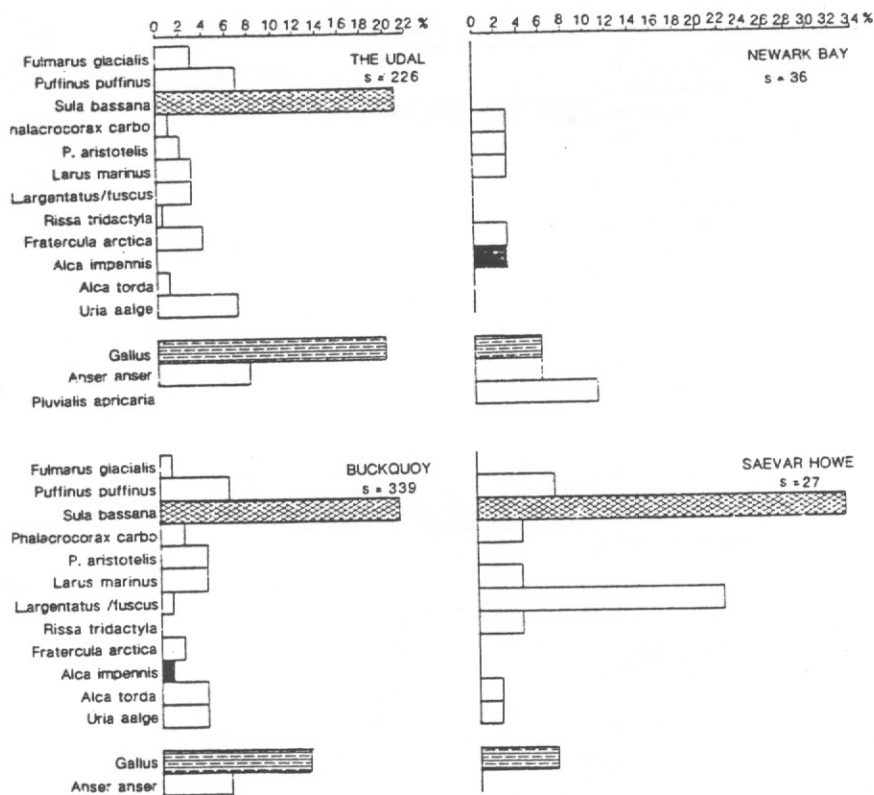 0 2 4 6 8 10 12 14 16 18 20 22 %
0 2 4 6 8 10 12 14 16 18 20 22 24 26 28 30 32 34 %
THE UDAL
s = 226
NEWARK BAY
s = 36
Fulmarus glacialis
Puffinus puffinus
Sula bassana
nalacrocorax carbo
P. aristotelis
Larus marinus
L.argentatus/fuscus
Rissa tridactyla
Fratercula arctica
Alca impennis
Alca torda
Uria aalge
Gallus
Anser anser
Pluvialis apricaria
BUCKQUOY
s = 339
SAEVAR HOWE
s = 27
Fulmarus glacialis
Puffinus puffinus
Sula bassana
Phalacrocorax carbo
P. aristotelis
Larus marinus
L.argentatus /fuscus
Rissa tridactyla
Fratercula arctica
Alca impennis
Alca torda
Uria aalge
Gallus
Anser anser